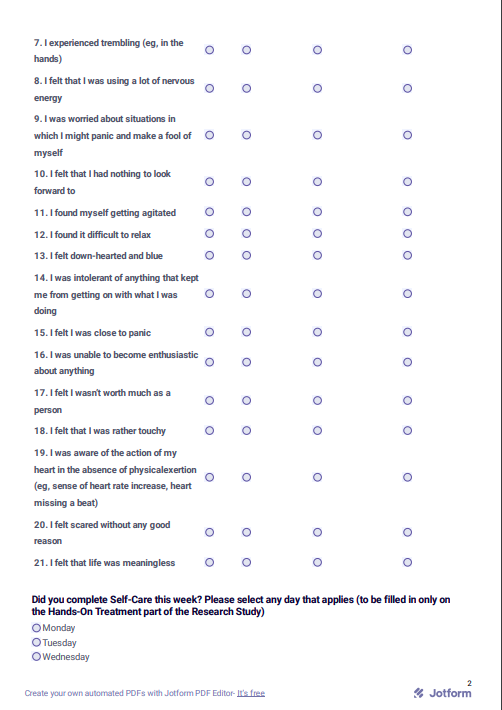 7. I experienced trembling (eg, in the
hands)
8. I felt that I was using a lot of nervous
energy
9. I was worried about situations in
which I might panic and make a fool of
myself
10. I felt that I had nothing to look
forward to
11. I found myself getting agitated
12. I found it difficult to relax
13. I felt down-hearted and blue
14. I was intolerant of anything that kept
me from getting on with what I was
doing
15. I felt I was close to panic
16. I was unable to become enthusiastic
about anything
17. I felt I wasn't worth much as a
person
18. I felt that I was rather touchy
19. I was aware of the action of my
heart in the absence of physicalexertion
(eg, sense of heart rate increase, heart
missing a beat)
20. I felt scared without any good
reason
21. I felt that life was meaningless
Did you complete Self-Care this week? Please select any day that applies (to be filled in only on
the Hands-On Treatment part of the Research Study)
Monday
Tuesday
Wednesday
2
Create your own automated PDFs with Jotform PDF Editor- It's free
Jotform